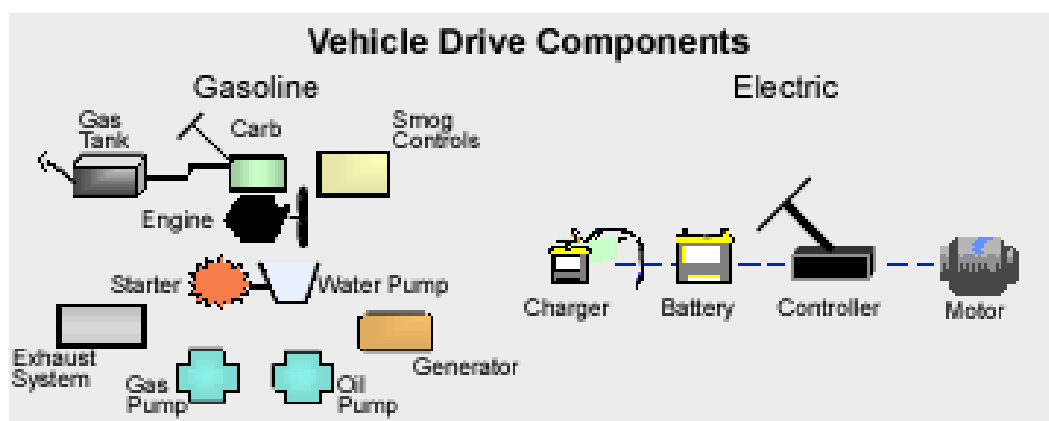 Vehicle Drive Components
Gasoline
Electric
Gas
Tank
Carb
Smog
Controls
Engine
Starter
Water Pump
Charger
Battery
Controller
Motor
Exhaust
System
Generator
Gas
Pump
Oil
Pump